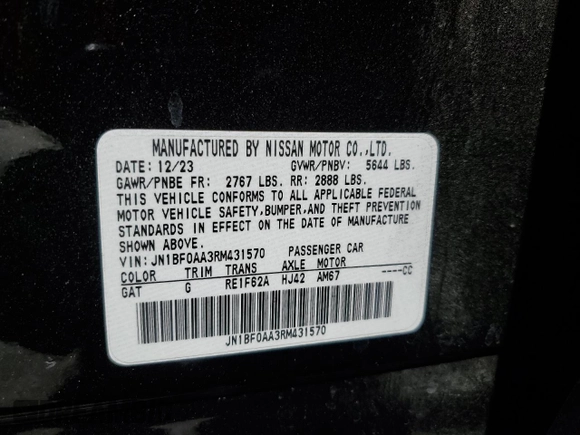 MANUFACTURED BY NISSAN MOTOR CO.,LTD.
DATE: 12/23 GVWR/PNBV: 5644 LBS.
GAWR/PNBE FR: 2767 LBS. RR: 2888 LBS.
THIS VEHICLE CONFORMS TO ALL APPLICABLE FEDERAL
MOTOR VEHICLE SAFETY,BUMPER,AND THEFT PREVENTION
STANDARDS IN EFFECT ON THE DATE OF MANUFACTURE
SHOWN ABOVE.
VIN: JN1BF0AA3RM431570 PASSENGER CAR
COLOR TRIM TRANS AXLE MOTOR
GAT G RE1F62A HJ42 AM67 ----CC
JN1BF0AA3RM431570